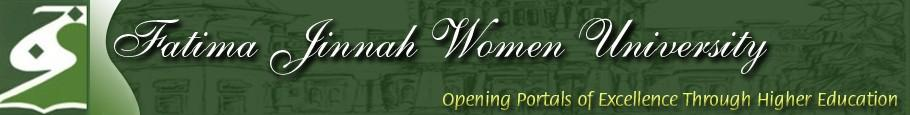 Fatima Jinnah Women University
Opening Portals of Excellence Through Higher Education